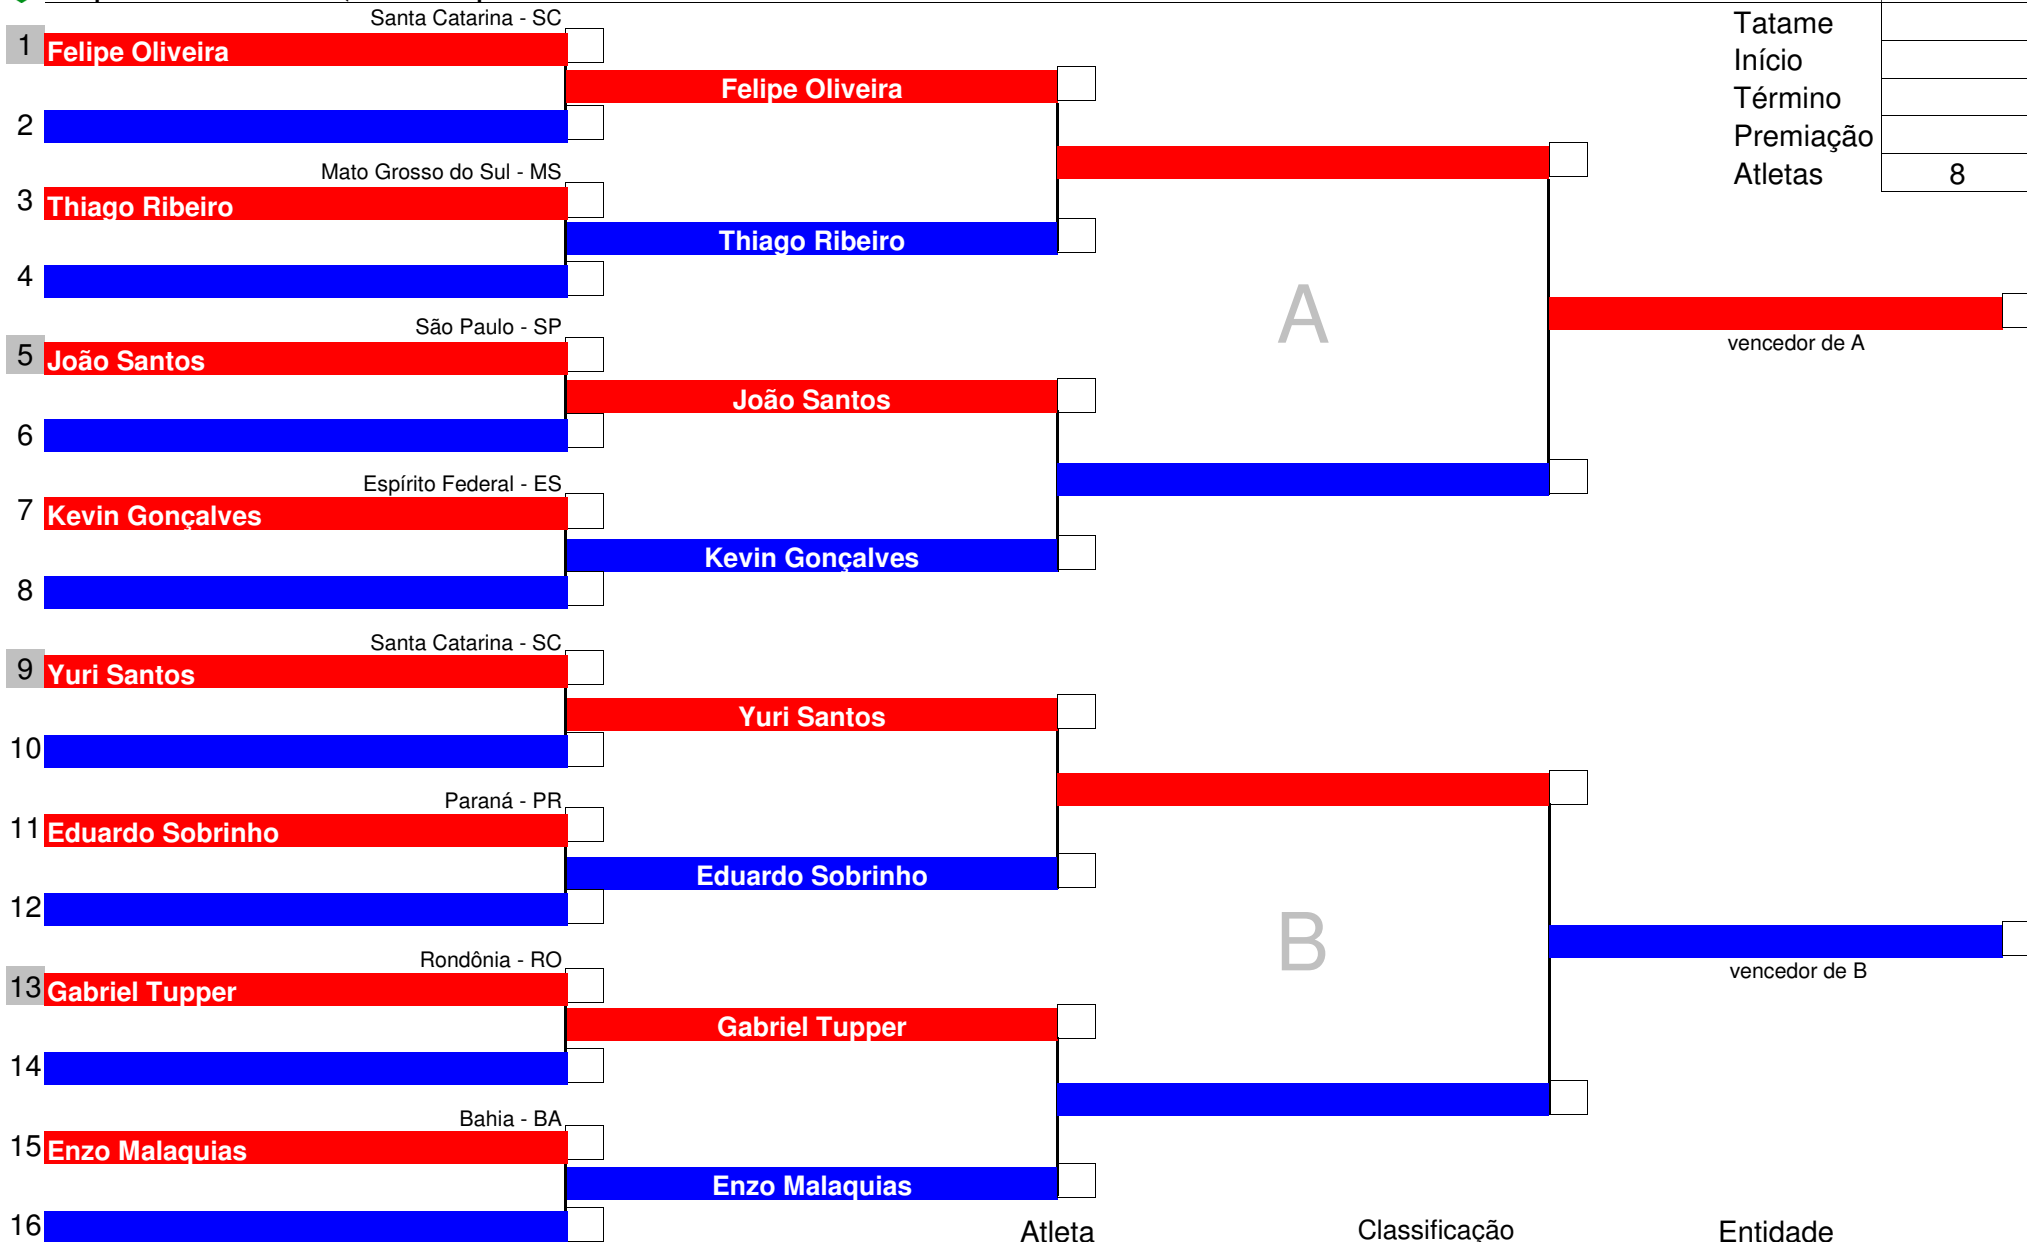 Santa Catarina - SC
1 Felipe Oliveira
Felipe Oliveira
2
Mato Grosso do Sul - MS
3 Thiago Ribeiro
Thiago Ribeiro
4
São Paulo - SP
5 João Santos
João Santos
6
Espírito Federal - ES
7 Kevin Gonçalves
Kevin Gonçalves
8
Santa Catarina - SC
9 Yuri Santos
Yuri Santos
10
Paraná - PR
11 Eduardo Sobrinho
Eduardo Sobrinho
12
Rondônia - RO
13 Gabriel Tupper
Gabriel Tupper
14
Bahia - BA
15 Enzo Malaquias
Enzo Malaquias
16
A
B
Tatame
Início
Término
Premiação
Atletas 8
vencedor de A
vencedor de B
Atleta Classificação Entidade